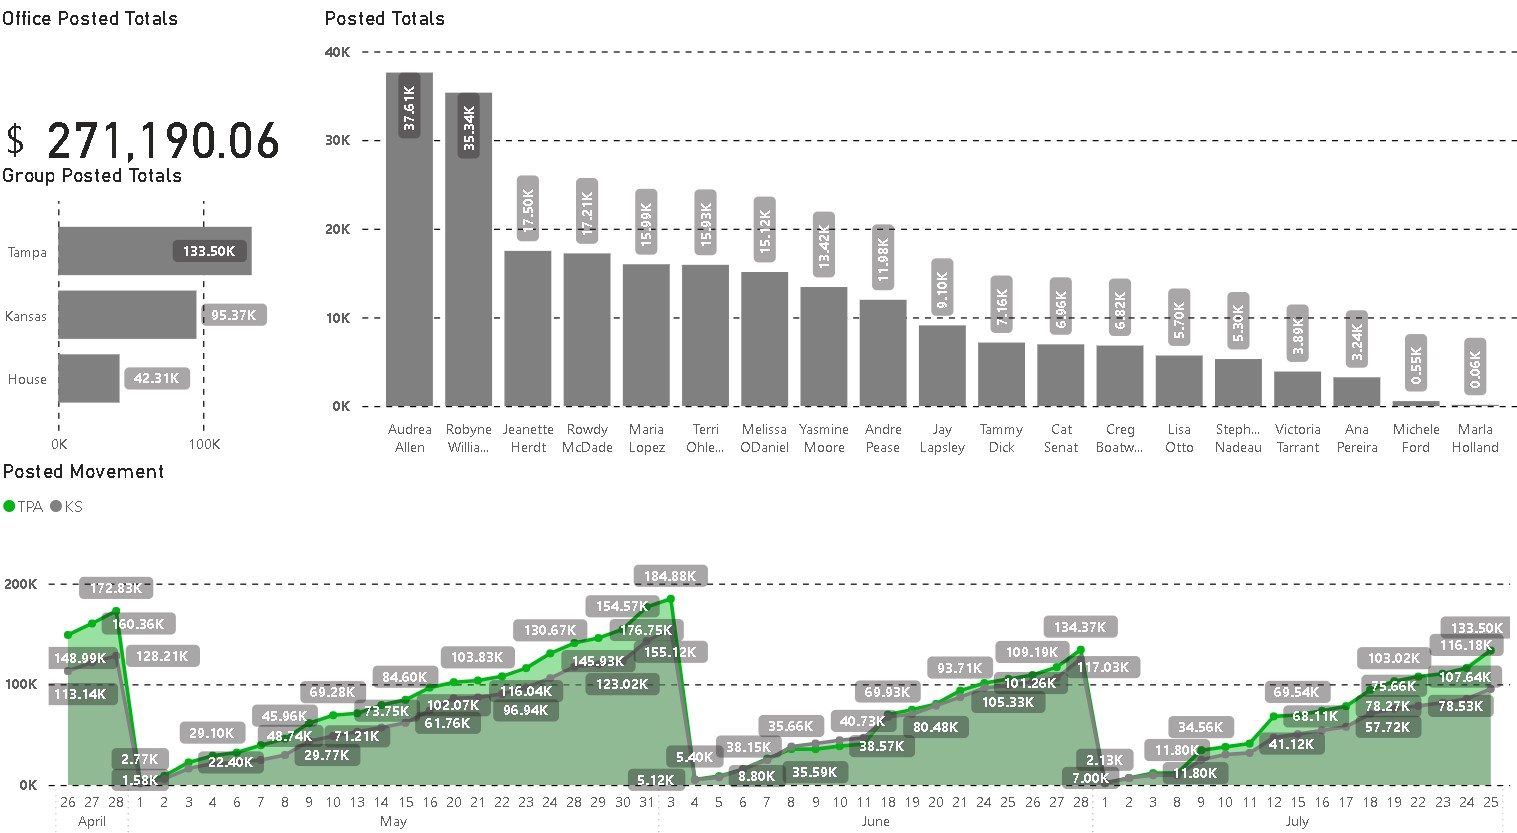 Office Posted Totals
$ 271,190.06
Group Posted Totals
Tampa 133.50K
Kansas 95.37K
House 42.31K
0K 100K
Posted Totals
40K
30K
20K
10K
0K
37.61K 35.34K 17.50K 17.21K 15.99K 15.93K 15.12K 13.42K 11.98K 9.10K 7.16K 6.96K 6.82K 5.70K 5.30K 3.89K 3.24K 0.55K 0.06K
Audrea Robyne Jeanette Rowdy Maria Terri Melissa Yasmine Andre Jay Tammy Cat Creg Lisa Steph... Victoria Ana Michele Marla
Allen Willia... Herdt McDade Lopez Ohle... ODaniel Moore Pease Lapsley Dick Senat Boatw... Otto Nadeau Tarrant Pereira Ford Holland
Posted Movement
TPA KS
200K
100K
0K
172.83K
160.36K
148.99K
128.21K
113.14K
2.77K
1.58K
29.10K
22.40K
45.96K
48.74K
69.28K
29.77K
71.21K
84.60K
73.75K
61.76K
103.83K
102.07K
96.94K
116.04K
130.67K
145.93K
154.57K
123.02K
176.75K
184.88K
155.12K
5.40K
5.12K
38.15K
8.80K
35.66K
35.59K
40.73K
38.57K
69.93K
80.48K
93.71K
105.33K
109.19K
101.26K
134.37K
117.03K
2.13K
7.00K
11.80K
11.80K
34.56K
69.54K
41.12K
68.11K
103.02K
75.66K
78.27K
57.72K
133.50K
116.18K
107.64K
78.53K
26 27 28 1 2 3 4 6 7 8 9 10 13 14 15 16 20 21 22 23 24 28 29 30 31 3 4 5 6 7 8 9 10 11 18 19 20 21 24 25 26 27 28 1 2 3 8 9 10 11 12 15 16 17 18 19 22 23 24 25
April May June July